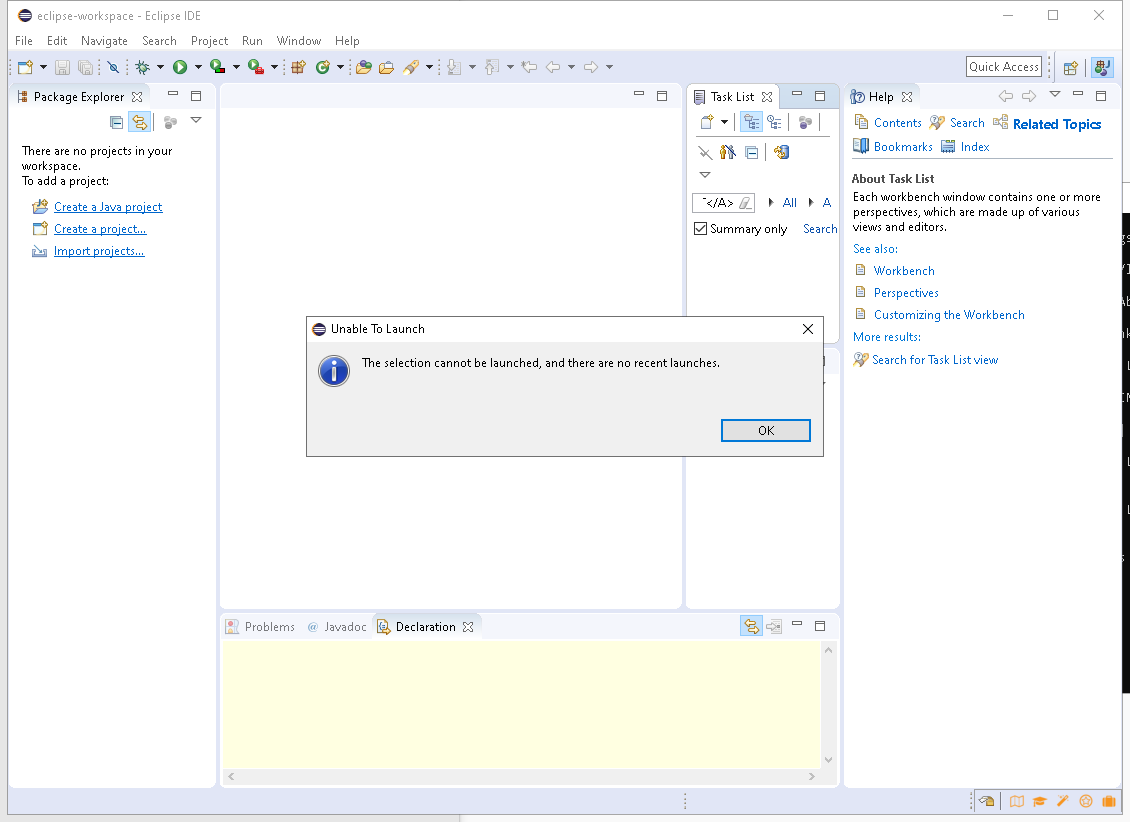 eclipse-workspace - Eclipse IDE
File Edit Navigate Search Project Run Window Help
Quick Access
Package Explorer
There are no projects in your
workspace.
To add a project:
Create a Java project
Create a project...
Import projects...
Task List
</A> All A
Summary only Search
Help
Contents Search Related Topics
Bookmarks Index
About Task List
Each workbench window contains one or more
perspectives, which are made up of various
views and editors.
See also:
Workbench
Perspectives
Customizing the Workbench
More results:
Search for Task List view
Unable To Launch
The selection cannot be launched, and there are no recent launches.
OK
Problems @ Javadoc Declaration